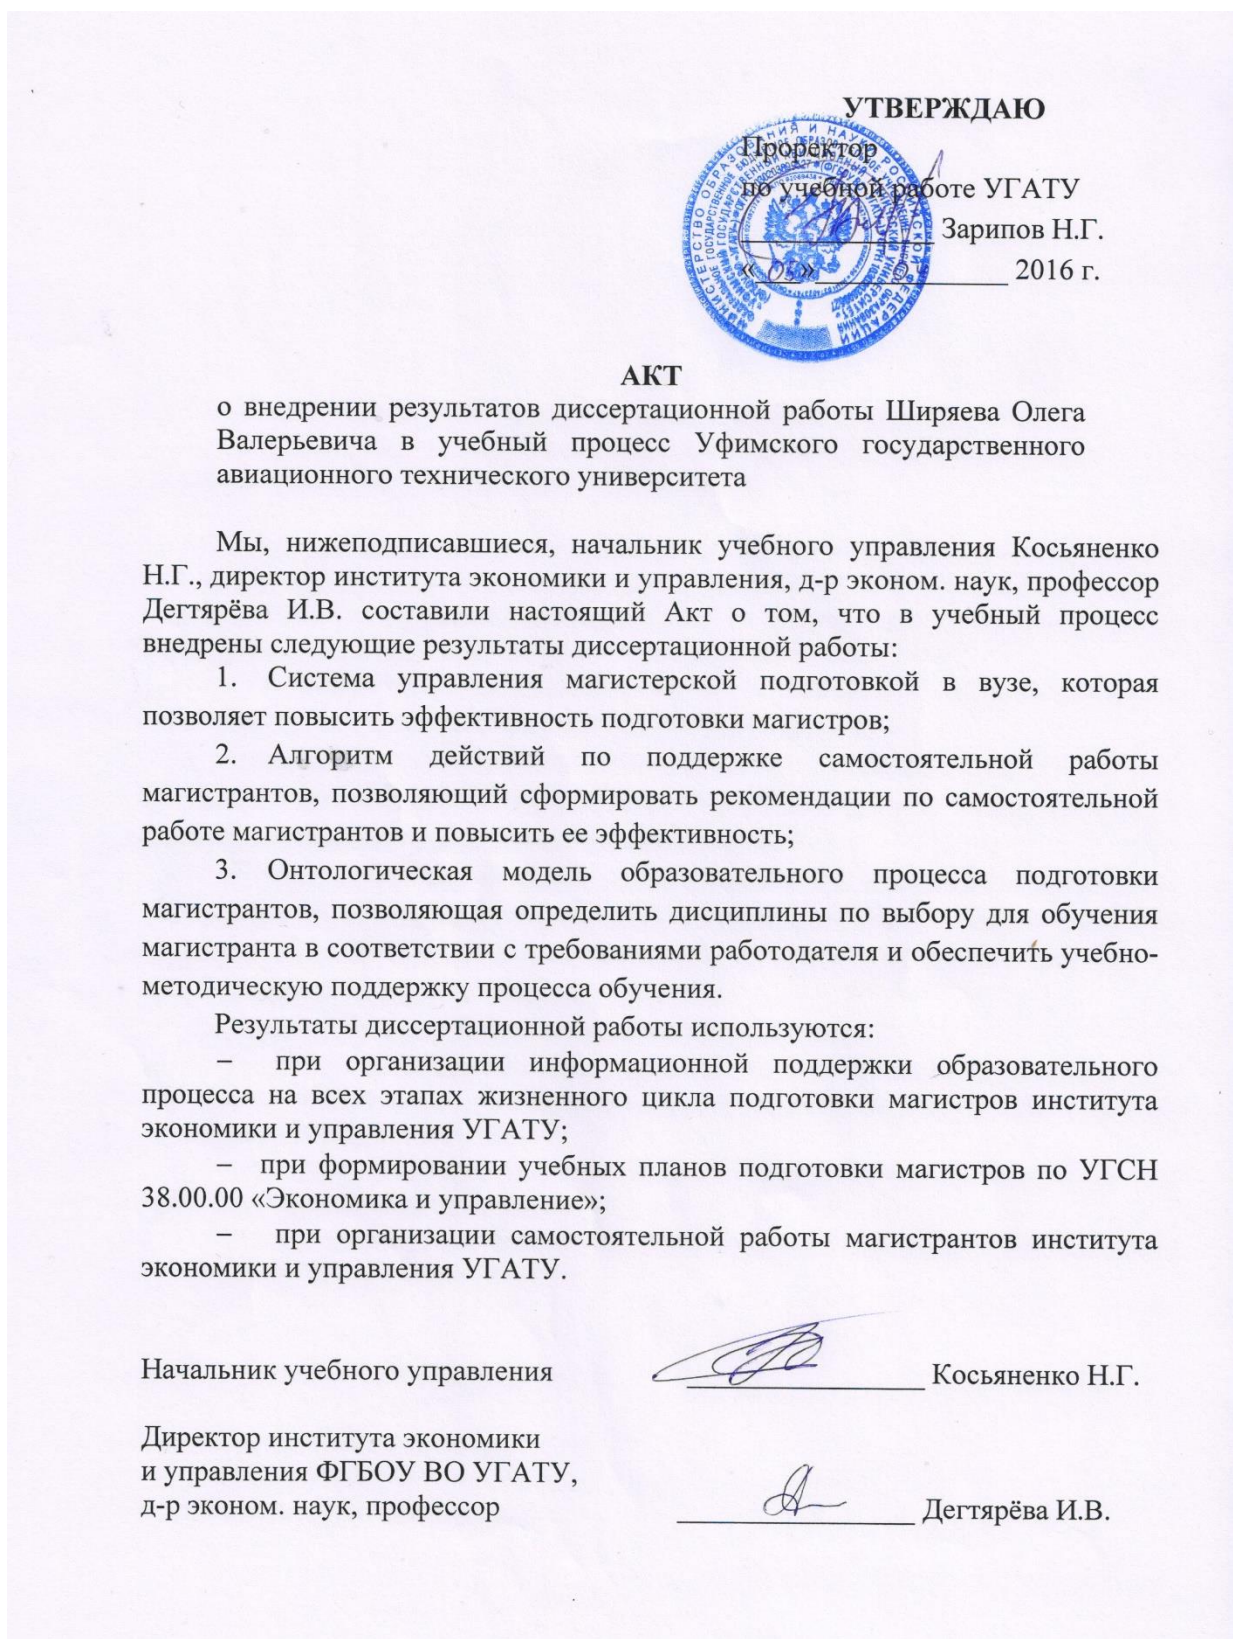 УТВЕРЖДАЮ
Проректор
по учебной работе УГАТУ
Зарипов Н.Г.
« 05 » 2016 г.
АКТ
о внедрении результатов диссертационной работы Ширяева Олега
Валерьевича в учебный процесс Уфимского государственного
авиационного технического университета
Мы, нижеподписавшиеся, начальник учебного управления Косьяненко
Н.Г., директор института экономики и управления, д-р эконом. наук, профессор
Дегтярёва И.В. составили настоящий Акт о том, что в учебный процесс
внедрены следующие результаты диссертационной работы:
1. Система управления магистерской подготовкой в вузе, которая
позволяет повысить эффективность подготовки магистров;
2. Алгоритм действий по поддержке самостоятельной работы
магистрантов, позволяющий сформировать рекомендации по самостоятельной
работе магистрантов и повысить ее эффективность;
3. Онтологическая модель образовательного процесса подготовки
магистрантов, позволяющая определить дисциплины по выбору для обучения
магистранта в соответствии с требованиями работодателя и обеспечить учебно-
методическую поддержку процесса обучения.
Результаты диссертационной работы используются:
– при организации информационной поддержки образовательного
процесса на всех этапах жизненного цикла подготовки магистров института
экономики и управления УГАТУ;
– при формировании учебных планов подготовки магистров по УГСН
38.00.00 «Экономика и управление»;
– при организации самостоятельной работы магистрантов института
экономики и управления УГАТУ.
Начальник учебного управления Косьяненко Н.Г.
Директор института экономики
и управления ФГБОУ ВО УГАТУ,
д-р эконом. наук, профессор Дегтярёва И.В.
МИНИСТЕРСТВО ОБРАЗОВАНИЯ И НАУКИ РОССИЙСКОЙ ФЕДЕРАЦИИ